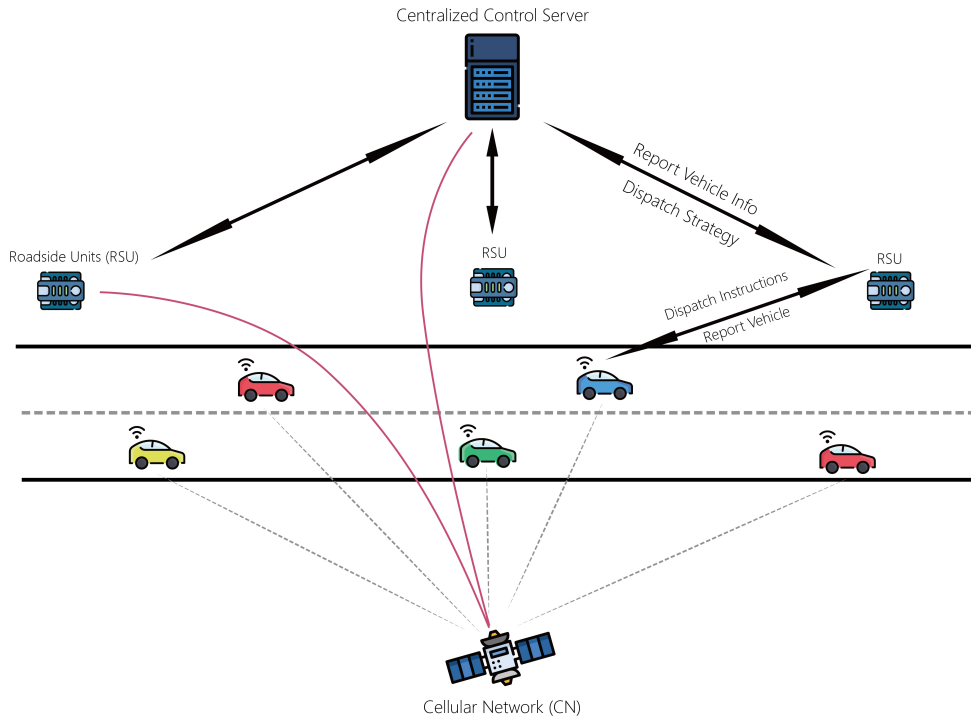 Centralized Control Server
Report Vehicle Info
Dispatch Strategy
Roadside Units (RSU)
RSU
RSU
Dispatch Instructions
Report Vehicle
Cellular Network (CN)